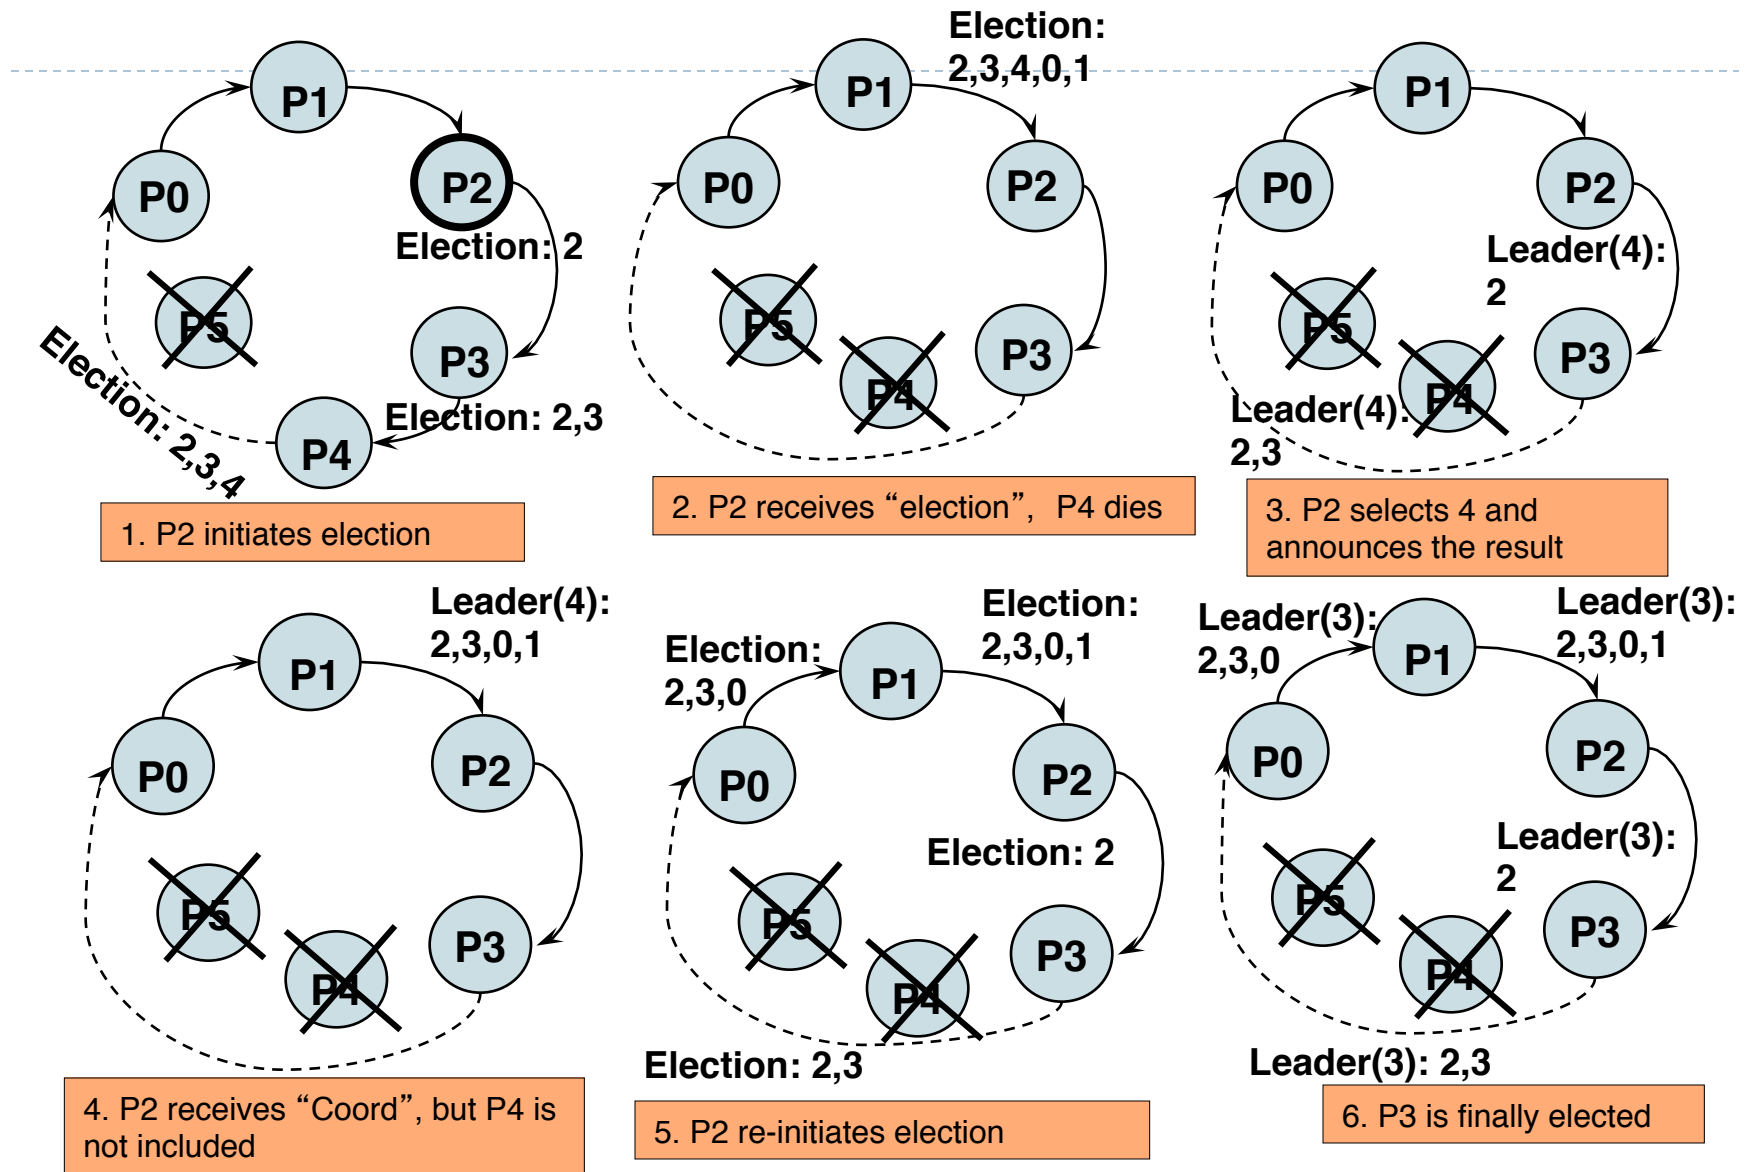 P1
P0
P2
Election: 2
P5
P3
Election: 2,3
P4
Election: 2,3,4
1. P2 initiates election
Election:
2,3,4,0,1
P1
P0
P2
P5
P3
P4
2. P2 receives “election”, P4 dies
P1
P0
P2
Leader(4):
2
P5
P3
P4
Leader(4):
2,3
3. P2 selects 4 and
announces the result
Leader(4):
2,3,0,1
P1
P0
P2
P5
P3
P4
4. P2 receives “Coord”, but P4 is
not included
Election:
2,3,0,1
Election:
2,3,0
P1
P0
P2
Election: 2
P5
P3
P4
Election: 2,3
5. P2 re-initiates election
Leader(3):
2,3,0,1
Leader(3):
2,3,0
P1
P0
P2
Leader(3):
2
P5
P3
P4
Leader(3): 2,3
6. P3 is finally elected